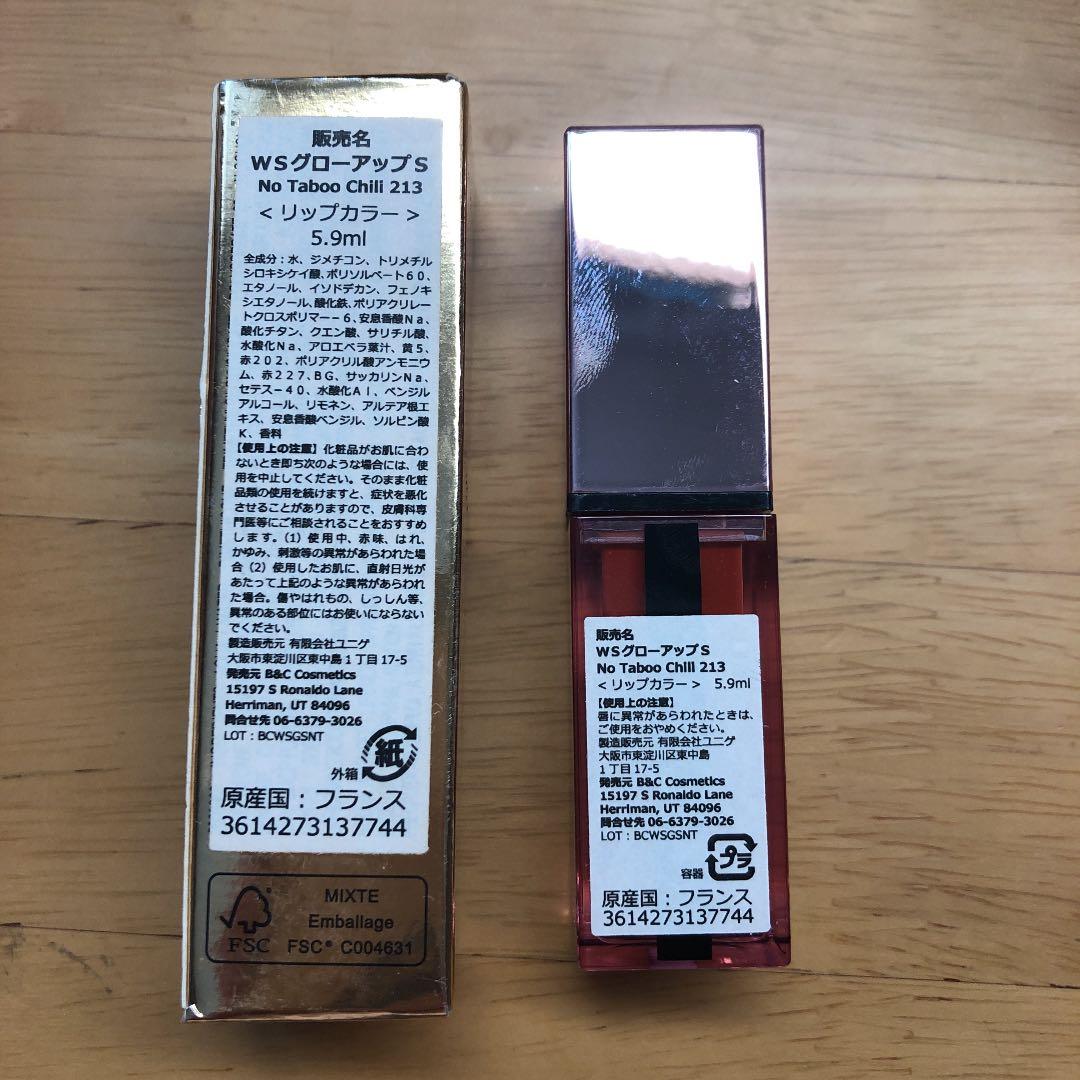 販売名
WSグローアップS
No Taboo Chili 213
＜リップカラー＞
5.9ml
全成分：水、ジメチコン、トリメチル
シロキシケイ酸、ポリソルベート60、
エタノール、イソドデカン、フェノキ
シエタノール、酸化鉄、ポリアクリレー
トクロスポリマー－6、安息香酸Na、
酸化チタン、クエン酸、サリチル酸、
水酸化Na、アロエベラ葉汁、黄5、
赤202、ポリアクリル酸アンモニウ
ム、赤227、BG、サッカリンNa、
セテス－40、水酸化Al、ベンジル
アルコール、リモネン、アルテア根エ
キス、安息香酸ベンジル、ソルビン酸
K、香料
【使用上の注意】化粧品がお肌に合わ
ないとき即ち次のような場合には、使
用を中止してください。そのまま化粧
品類の使用を続けますと、症状を悪化
させることがありますので、皮膚科専
門医等にご相談されることをおすすめ
します。(1) 使用中、赤味、はれ、
かゆみ、刺激等の異常があらわれた場
合 (2) 使用したお肌に、直射日光が
あたって上記のような異常があらわれ
た場合。傷やはれもの、しっしん等、
異常のある部位にはお使いにならない
でください。
製造販売元 有限会社ユニゲ
大阪市東淀川区東中島1丁目17-5
発売元 B&C Cosmetics
15197 S Ronaldo Lane
Herriman, UT 84096
問合せ先 06-6379-3026
LOT：BCWSGSNT
外箱 紙
原産国：フランス
3614273137744
FSC
MIXTE
Emballage
FSC® C004631
販売名
WSグローアップS
No Taboo Chili 213
＜リップカラー＞ 5.9ml
【使用上の注意】
唇に異常があらわれたときは、
ご使用をおやめください。
製造販売元 有限会社ユニゲ
大阪市東淀川区東中島
1丁目17-5
発売元 B&C Cosmetics
15197 S Ronaldo Lane
Herriman, UT 84096
問合せ先 06-6379-3026
LOT：BCWSGSNT
容器 プラ
原産国：フランス
3614273137744